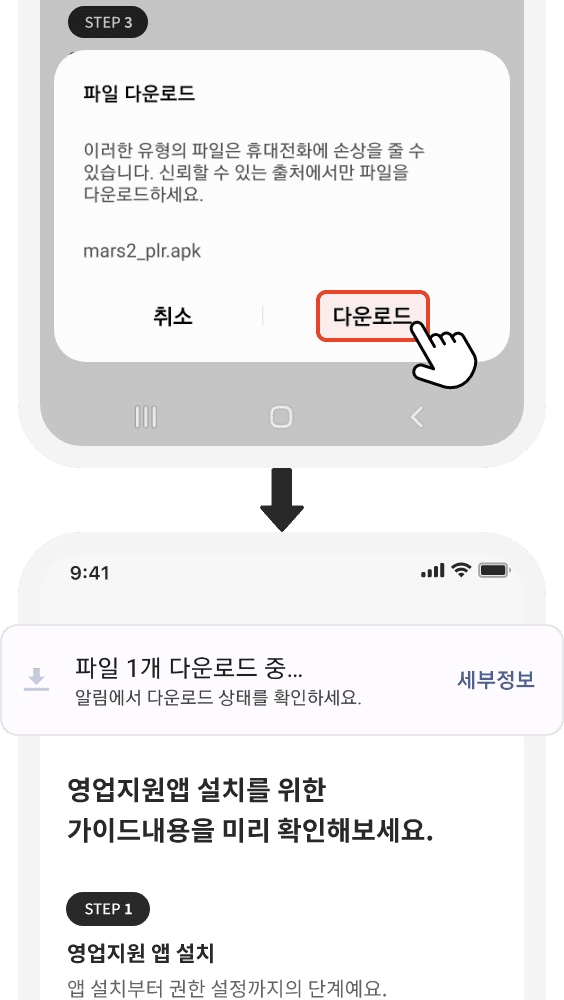 STEP 3
파일 다운로드
이러한 유형의 파일은 휴대전화에 손상을 줄 수
있습니다. 신뢰할 수 있는 출처에서만 파일을
다운로드하세요.
mars2_plr.apk
취소
다운로드
9:41
파일 1개 다운로드 중...
알림에서 다운로드 상태를 확인하세요.
세부정보
영업지원앱 설치를 위한
가이드내용을 미리 확인해보세요.
STEP 1
영업지원 앱 설치
앱 설치부터 권한 설정까지의 단계예요.